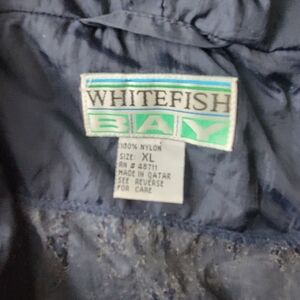 WHITEFISH
BAY
100% NYLON
SIZE: XL
RN # 48711
MADE IN QATAR
SEE REVERSE
FOR CARE